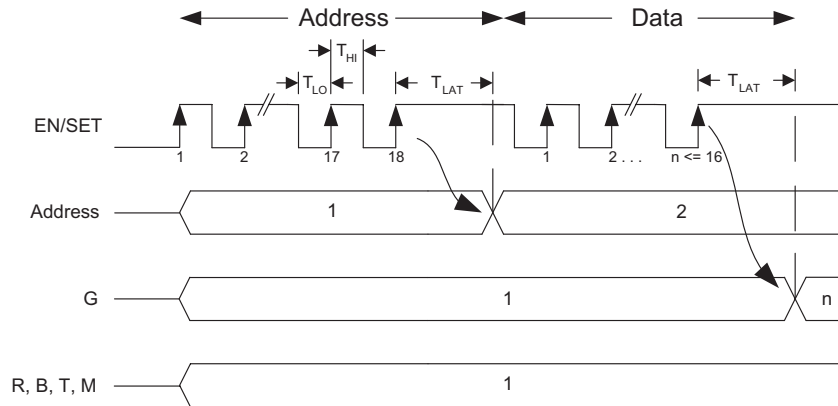 Address Data
T_HI
T_LO T_LAT T_LAT
EN/SET
1 2 17 18 1 2 . . . n <= 16
Address 1 2
G 1 n
R, B, T, M 1